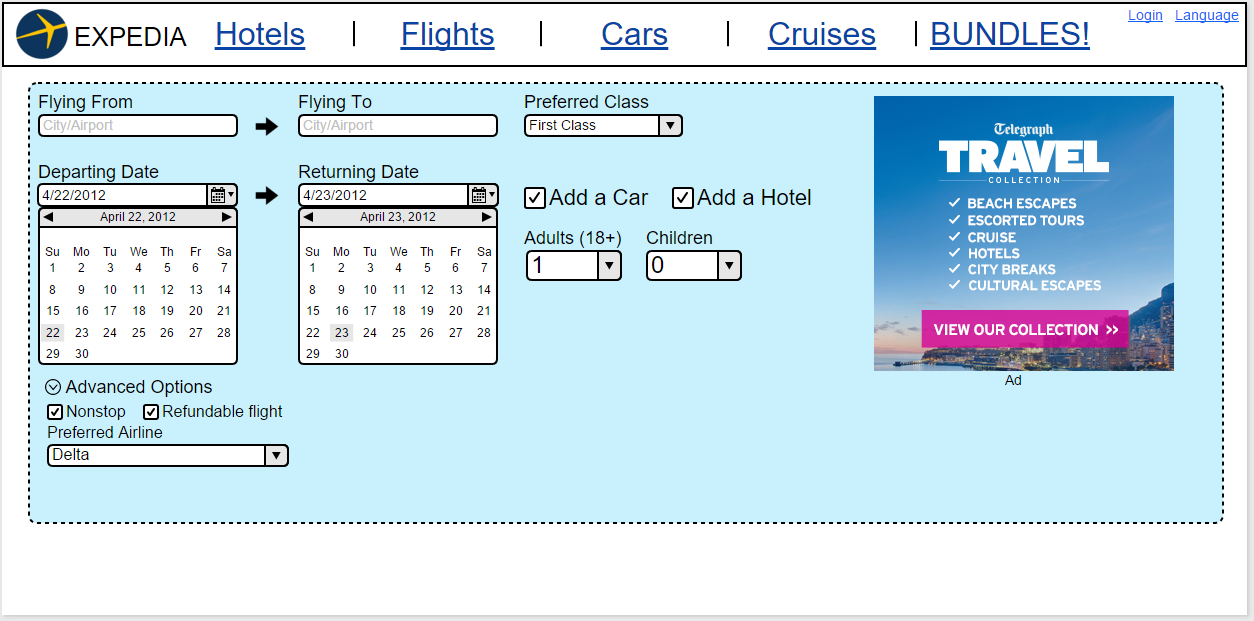 EXPEDIA Hotels | Flights | Cars | Cruises | BUNDLES! Login Language
Flying From Flying To Preferred Class
City/Airport City/Airport First Class
Departing Date Returning Date
4/22/2012 4/23/2012
Add a Car Add a Hotel
April 22, 2012 April 23, 2012
Adults (18+) Children
1 0
Su Mo Tu We Th Fr Sa Su Mo Tu We Th Fr Sa
1 2 3 4 5 6 7 1 2 3 4 5 6 7
8 9 10 11 12 13 14 8 9 10 11 12 13 14
15 16 17 18 19 20 21 15 16 17 18 19 20 21
22 23 24 25 26 27 28 22 23 24 25 26 27 28
29 30 29 30
Advanced Options
Nonstop Refundable flight
Preferred Airline
Delta
Telegraph
TRAVEL
COLLECTION
BEACH ESCAPES
ESCORTED TOURS
CRUISE
HOTELS
CITY BREAKS
CULTURAL ESCAPES
VIEW OUR COLLECTION »
Ad